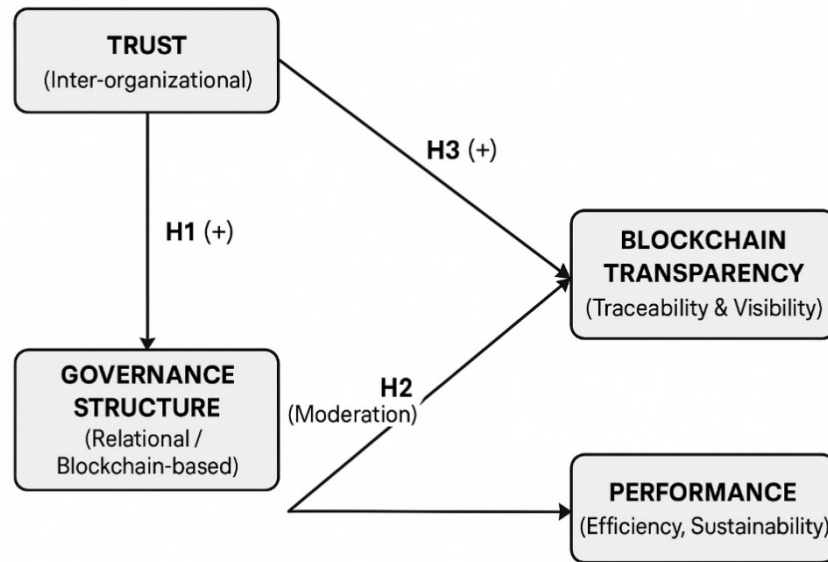 TRUST
(Inter-organizational)
H3 (+)
H1 (+)
BLOCKCHAIN
TRANSPARENCY
(Traceability & Visibility)
GOVERNANCE
STRUCTURE
(Relational /
Blockchain-based)
H2
(Moderation)
PERFORMANCE
(Efficiency, Sustainability)